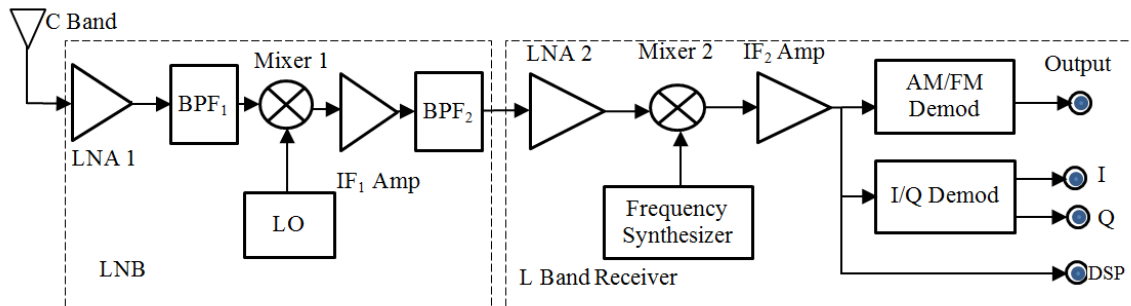 C Band
LNA 1
BPF₁
Mixer 1
LO
IF₁ Amp
BPF₂
LNB
LNA 2
Mixer 2
Frequency
Synthesizer
IF₂ Amp
AM/FM
Demod
Output
I/Q Demod
I
Q
DSP
L Band Receiver